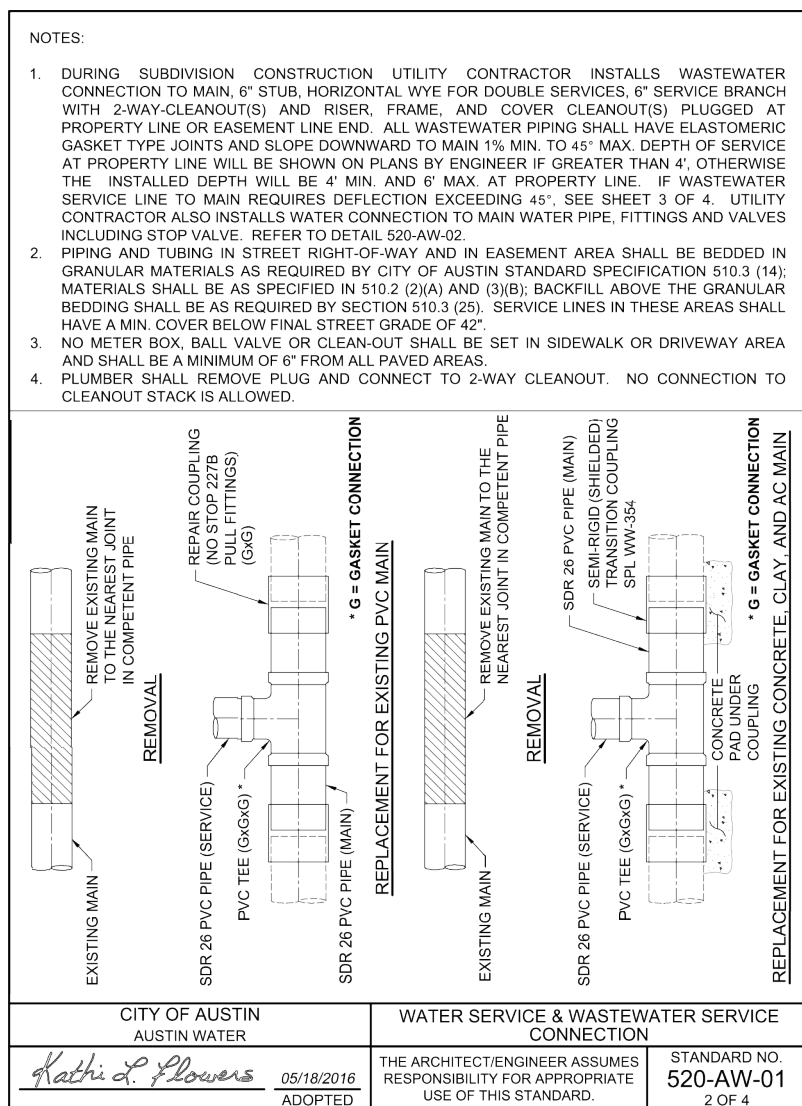 NOTES:
1. DURING SUBDIVISION CONSTRUCTION UTILITY CONTRACTOR INSTALLS WASTEWATER
CONNECTION TO MAIN, 6" STUB, HORIZONTAL WYE FOR DOUBLE SERVICES, 6" SERVICE BRANCH
WITH 2-WAY-CLEANOUT(S) AND RISER, FRAME, AND COVER CLEANOUT(S) PLUGGED AT
PROPERTY LINE OR EASEMENT LINE END. ALL WASTEWATER PIPING SHALL HAVE ELASTOMERIC
GASKET TYPE JOINTS AND SLOPE DOWNWARD TO MAIN 1% MIN. TO 45° MAX. DEPTH OF SERVICE
AT PROPERTY LINE WILL BE SHOWN ON PLANS BY ENGINEER IF GREATER THAN 4', OTHERWISE
THE INSTALLED DEPTH WILL BE 4' MIN. AND 6' MAX. AT PROPERTY LINE. IF WASTEWATER
SERVICE LINE TO MAIN REQUIRES DEFLECTION EXCEEDING 45°, SEE SHEET 3 OF 4. UTILITY
CONTRACTOR ALSO INSTALLS WATER CONNECTION TO MAIN WATER PIPE, FITTINGS AND VALVES
INCLUDING STOP VALVE. REFER TO DETAIL 520-AW-02.
2. PIPING AND TUBING IN STREET RIGHT-OF-WAY AND IN EASEMENT AREA SHALL BE BEDDED IN
GRANULAR MATERIALS AS REQUIRED BY CITY OF AUSTIN STANDARD SPECIFICATION 510.3 (14);
MATERIALS SHALL BE AS SPECIFIED IN 510.2 (2)(A) AND (3)(B); BACKFILL ABOVE THE GRANULAR
BEDDING SHALL BE AS REQUIRED BY SECTION 510.3 (25). SERVICE LINES IN THESE AREAS SHALL
HAVE A MIN. COVER BELOW FINAL STREET GRADE OF 42".
3. NO METER BOX, BALL VALVE OR CLEAN-OUT SHALL BE SET IN SIDEWALK OR DRIVEWAY AREA
AND SHALL BE A MINIMUM OF 6" FROM ALL PAVED AREAS.
4. PLUMBER SHALL REMOVE PLUG AND CONNECT TO 2-WAY CLEANOUT. NO CONNECTION TO
CLEANOUT STACK IS ALLOWED.
EXISTING MAIN
REMOVE EXISTING MAIN
TO THE NEAREST JOINT
IN COMPETENT PIPE
REMOVAL
SDR 26 PVC PIPE (SERVICE)
PVC TEE (GxGxG) *
SDR 26 PVC PIPE (MAIN)
REPAIR COUPLING
(NO STOP 227B
PULL FITTINGS)
(GxG)
* G = GASKET CONNECTION
REPLACEMENT FOR EXISTING PVC MAIN
EXISTING MAIN
REMOVE EXISTING MAIN TO THE
NEAREST JOINT IN COMPETENT PIPE
REMOVAL
SDR 26 PVC PIPE (SERVICE)
PVC TEE (GxGxG) *
SDR 26 PVC PIPE (MAIN)
SEMI-RIGID (SHIELDED)
TRANSITION COUPLING
SPL WW-354
CONCRETE
PAD UNDER
COUPLING
* G = GASKET CONNECTION
REPLACEMENT FOR EXISTING CONCRETE, CLAY, AND AC MAIN
CITY OF AUSTIN
AUSTIN WATER
WATER SERVICE & WASTEWATER SERVICE
CONNECTION
Kathi L. Flowers
05/18/2016
ADOPTED
THE ARCHITECT/ENGINEER ASSUMES
RESPONSIBILITY FOR APPROPRIATE
USE OF THIS STANDARD.
STANDARD NO.
520-AW-01
2 OF 4